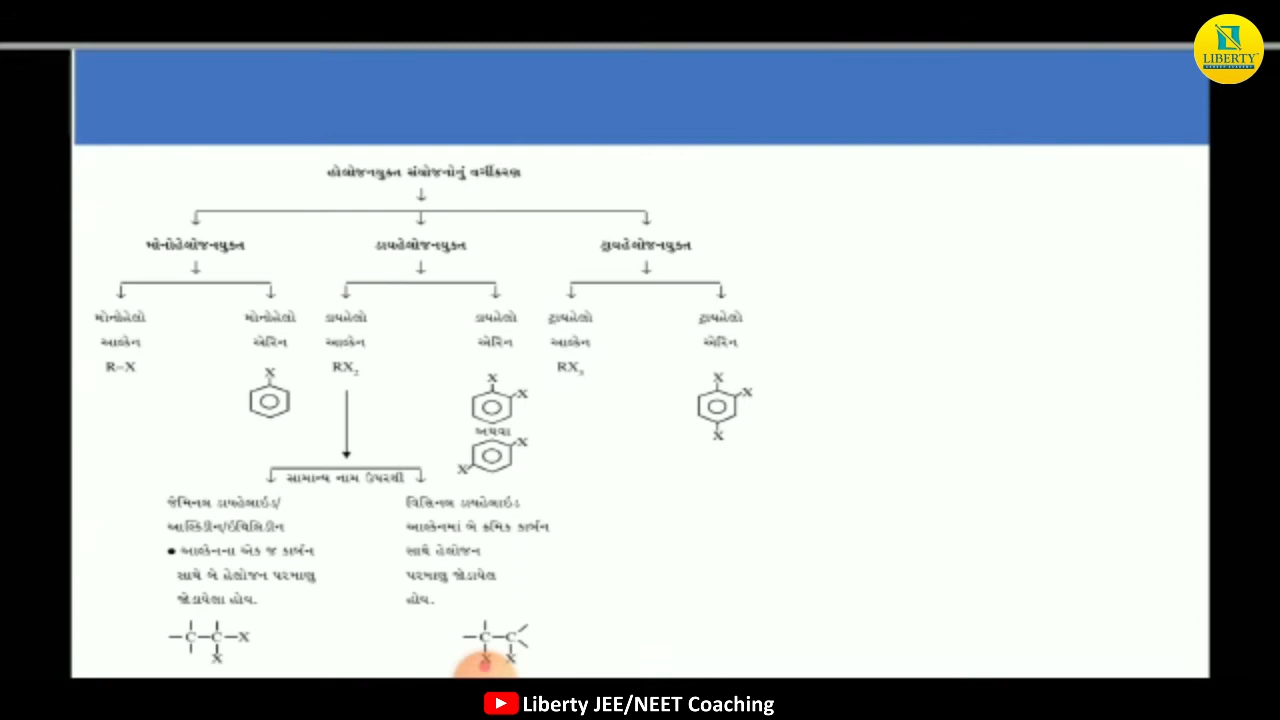 LIBERTY
હેલોજનયુક્ત સંયોજનોનું વર્ગીકરણ
મોનોહેલોજનયુક્ત ડાયહેલોજનયુક્ત ટ્રાયહેલોજનયુક્ત
મોનોહેલો મોનોહેલો ડાયહેલો ડાયહેલો ટ્રાયહેલો ટ્રાયહેલો
આલ્કેન એરિન આલ્કેન એરિન આલ્કેન એરિન
R–X RX₂ RX₃
X X X
X X
અથવા X
X
X
સામાન્ય નામ ઉપરથી
જેમિનલ ડાયહેલાઇડ/ વિસિનલ ડાયહેલાઇડ
આલ્કિડીન/ઇથિલિડીન આલ્કેનમાં બે ક્રમિક કાર્બન
• આલ્કેનના એક જ કાર્બન સાથે હેલોજન
સાથે બે હેલોજન પરમાણુ પરમાણુ જોડાયેલ
જોડાયેલા હોય. હોય.
–C–C–X –C–C
X X X
Liberty JEE/NEET Coaching